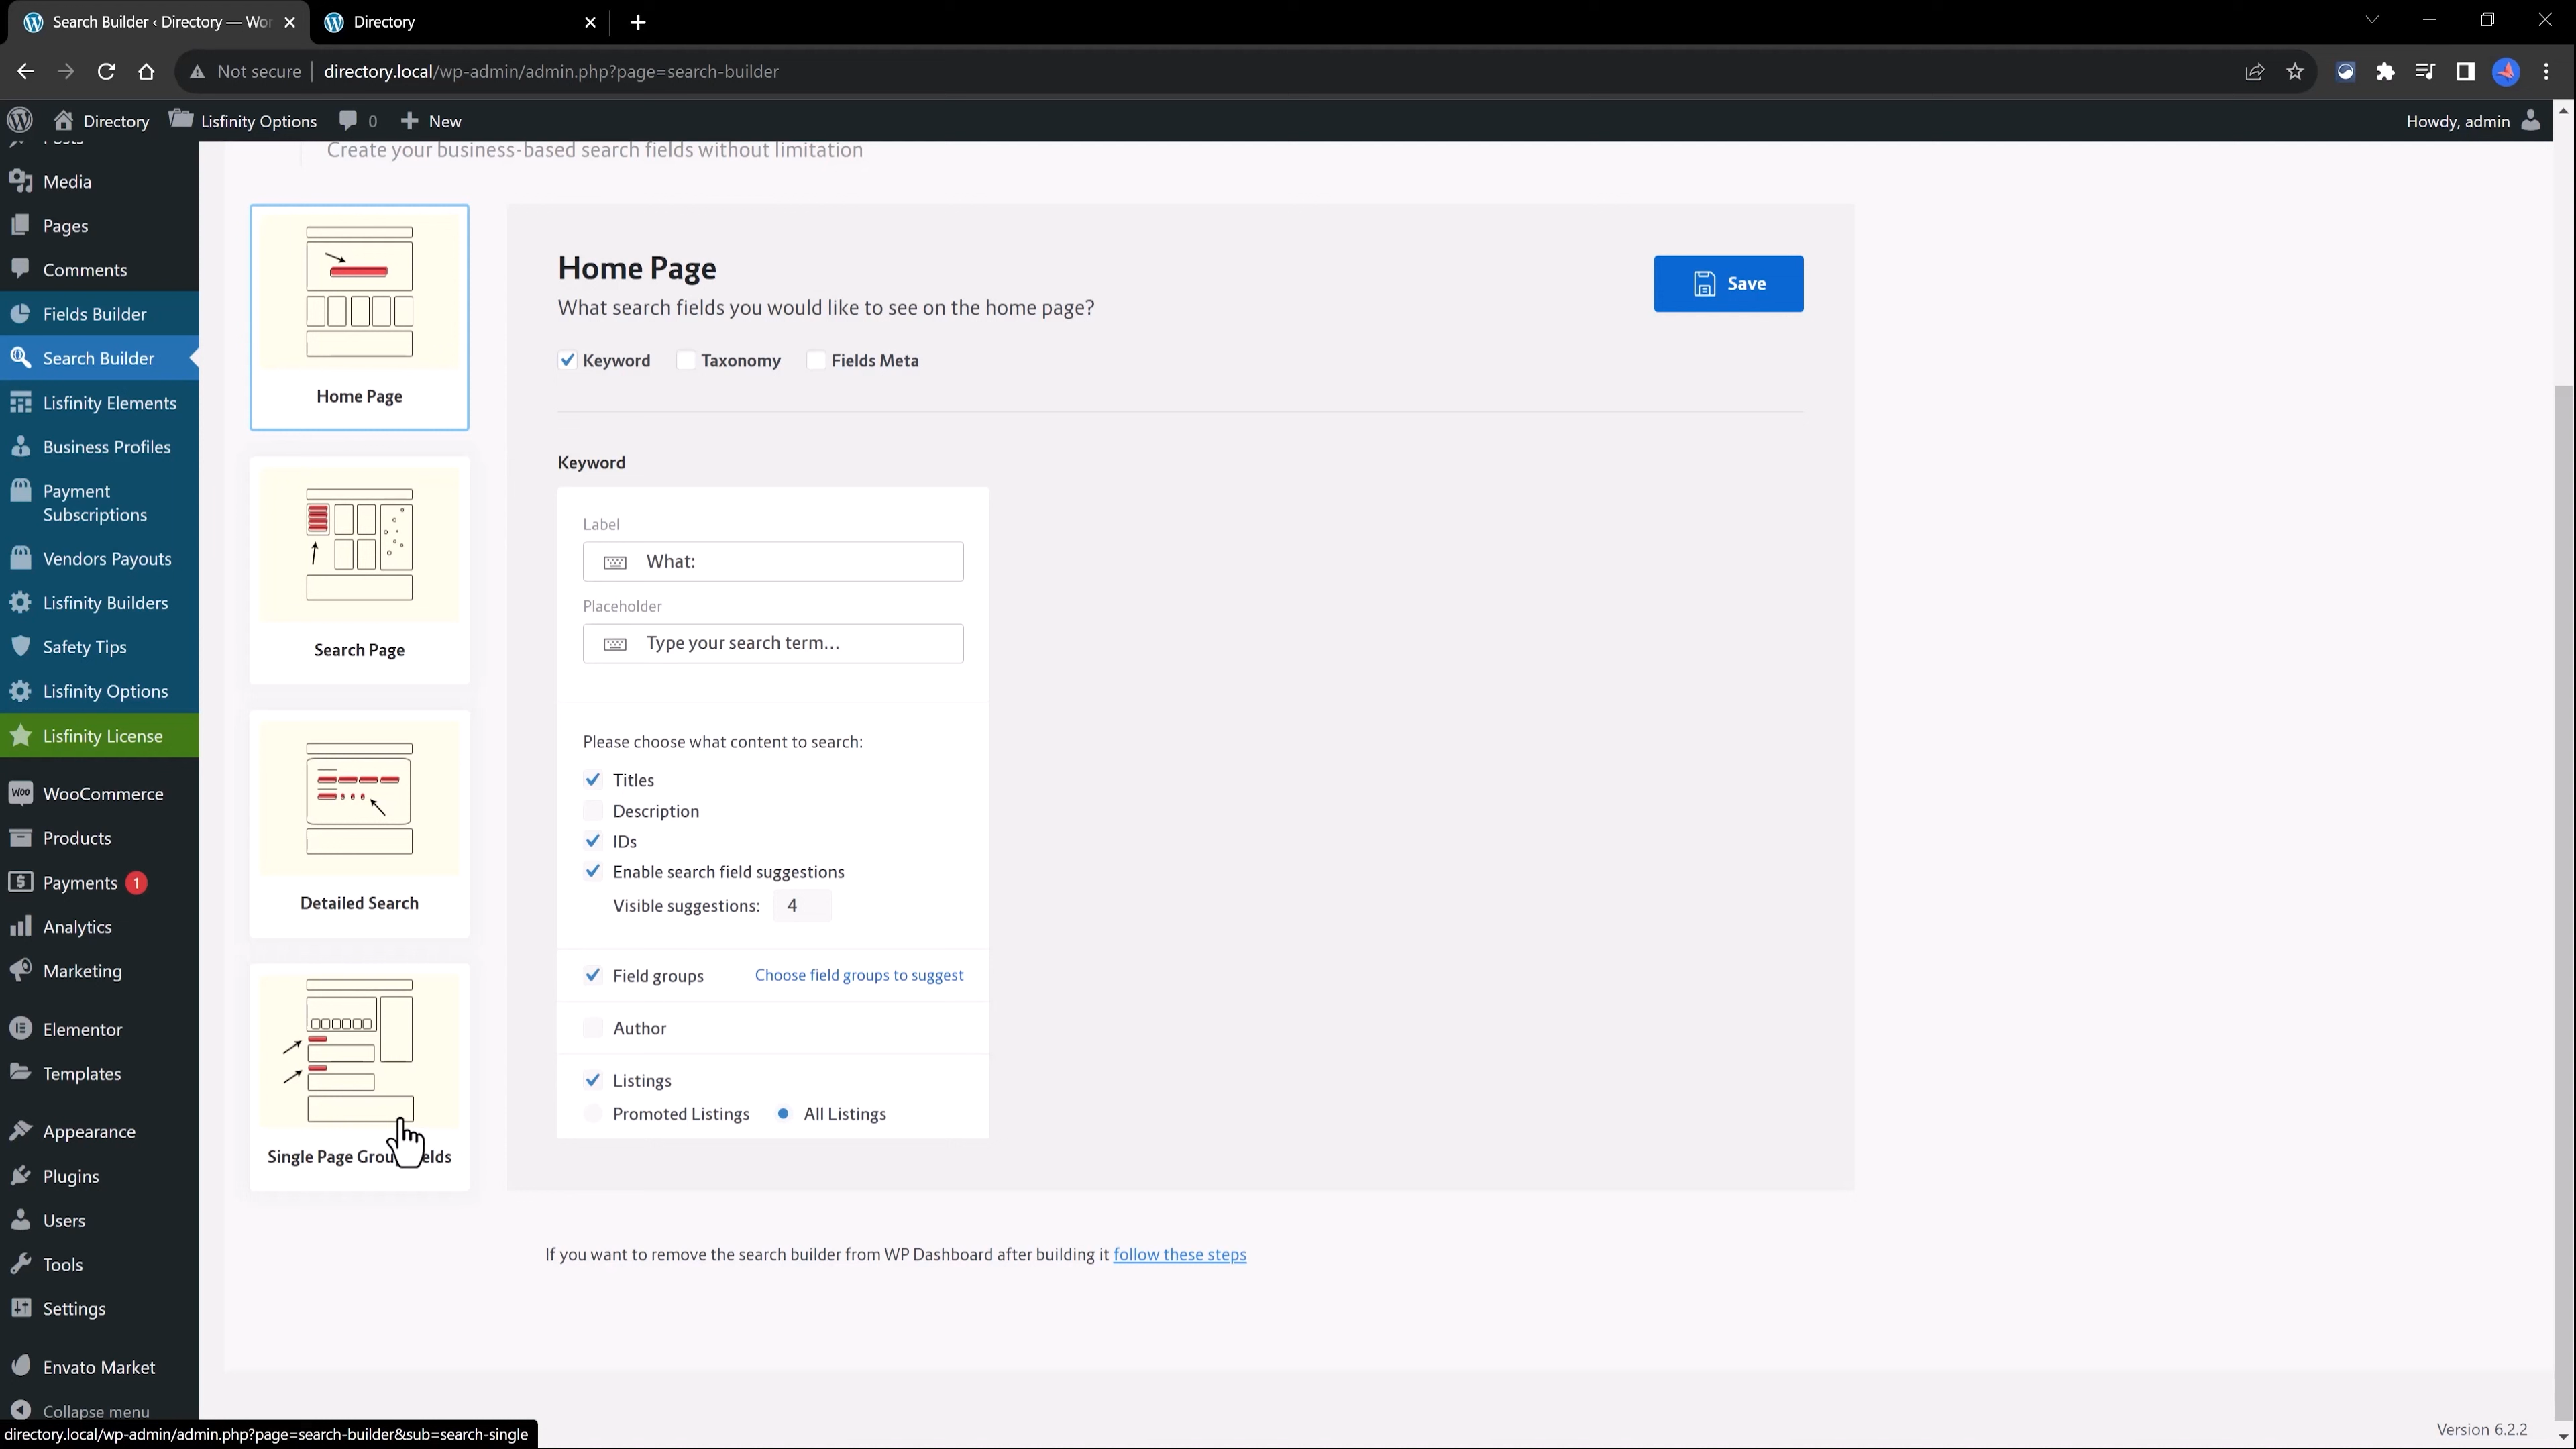 Search Builder ‹ Directory — Wor
Directory
Not secure
directory.local/wp-admin/admin.php?page=search-builder
Directory
Lisfinity Options
0
New
Howdy, admin
Posts
Media
Pages
Comments
Fields Builder
Search Builder
Lisfinity Elements
Business Profiles
Payment
Subscriptions
Vendors Payouts
Lisfinity Builders
Safety Tips
Lisfinity Options
Lisfinity License
WOO
WooCommerce
Products
Payments 1
Analytics
Marketing
Elementor
Templates
Appearance
Plugins
Users
Tools
Settings
Envato Market
Collapse menu
Create your business-based search fields without limitation
Home Page
Search Page
Detailed Search
Single Page Grou elds
Home Page
What search fields you would like to see on the home page?
Save
Keyword
Taxonomy
Fields Meta
Keyword
Label
What:
Placeholder
Type your search term...
Please choose what content to search:
Titles
Description
IDs
Enable search field suggestions
Visible suggestions: 4
Field groups
Choose field groups to suggest
Author
Listings
Promoted Listings
All Listings
If you want to remove the search builder from WP Dashboard after building it follow these steps
Version 6.2.2
directory.local/wp-admin/admin.php?page=search-builder&sub=search-single